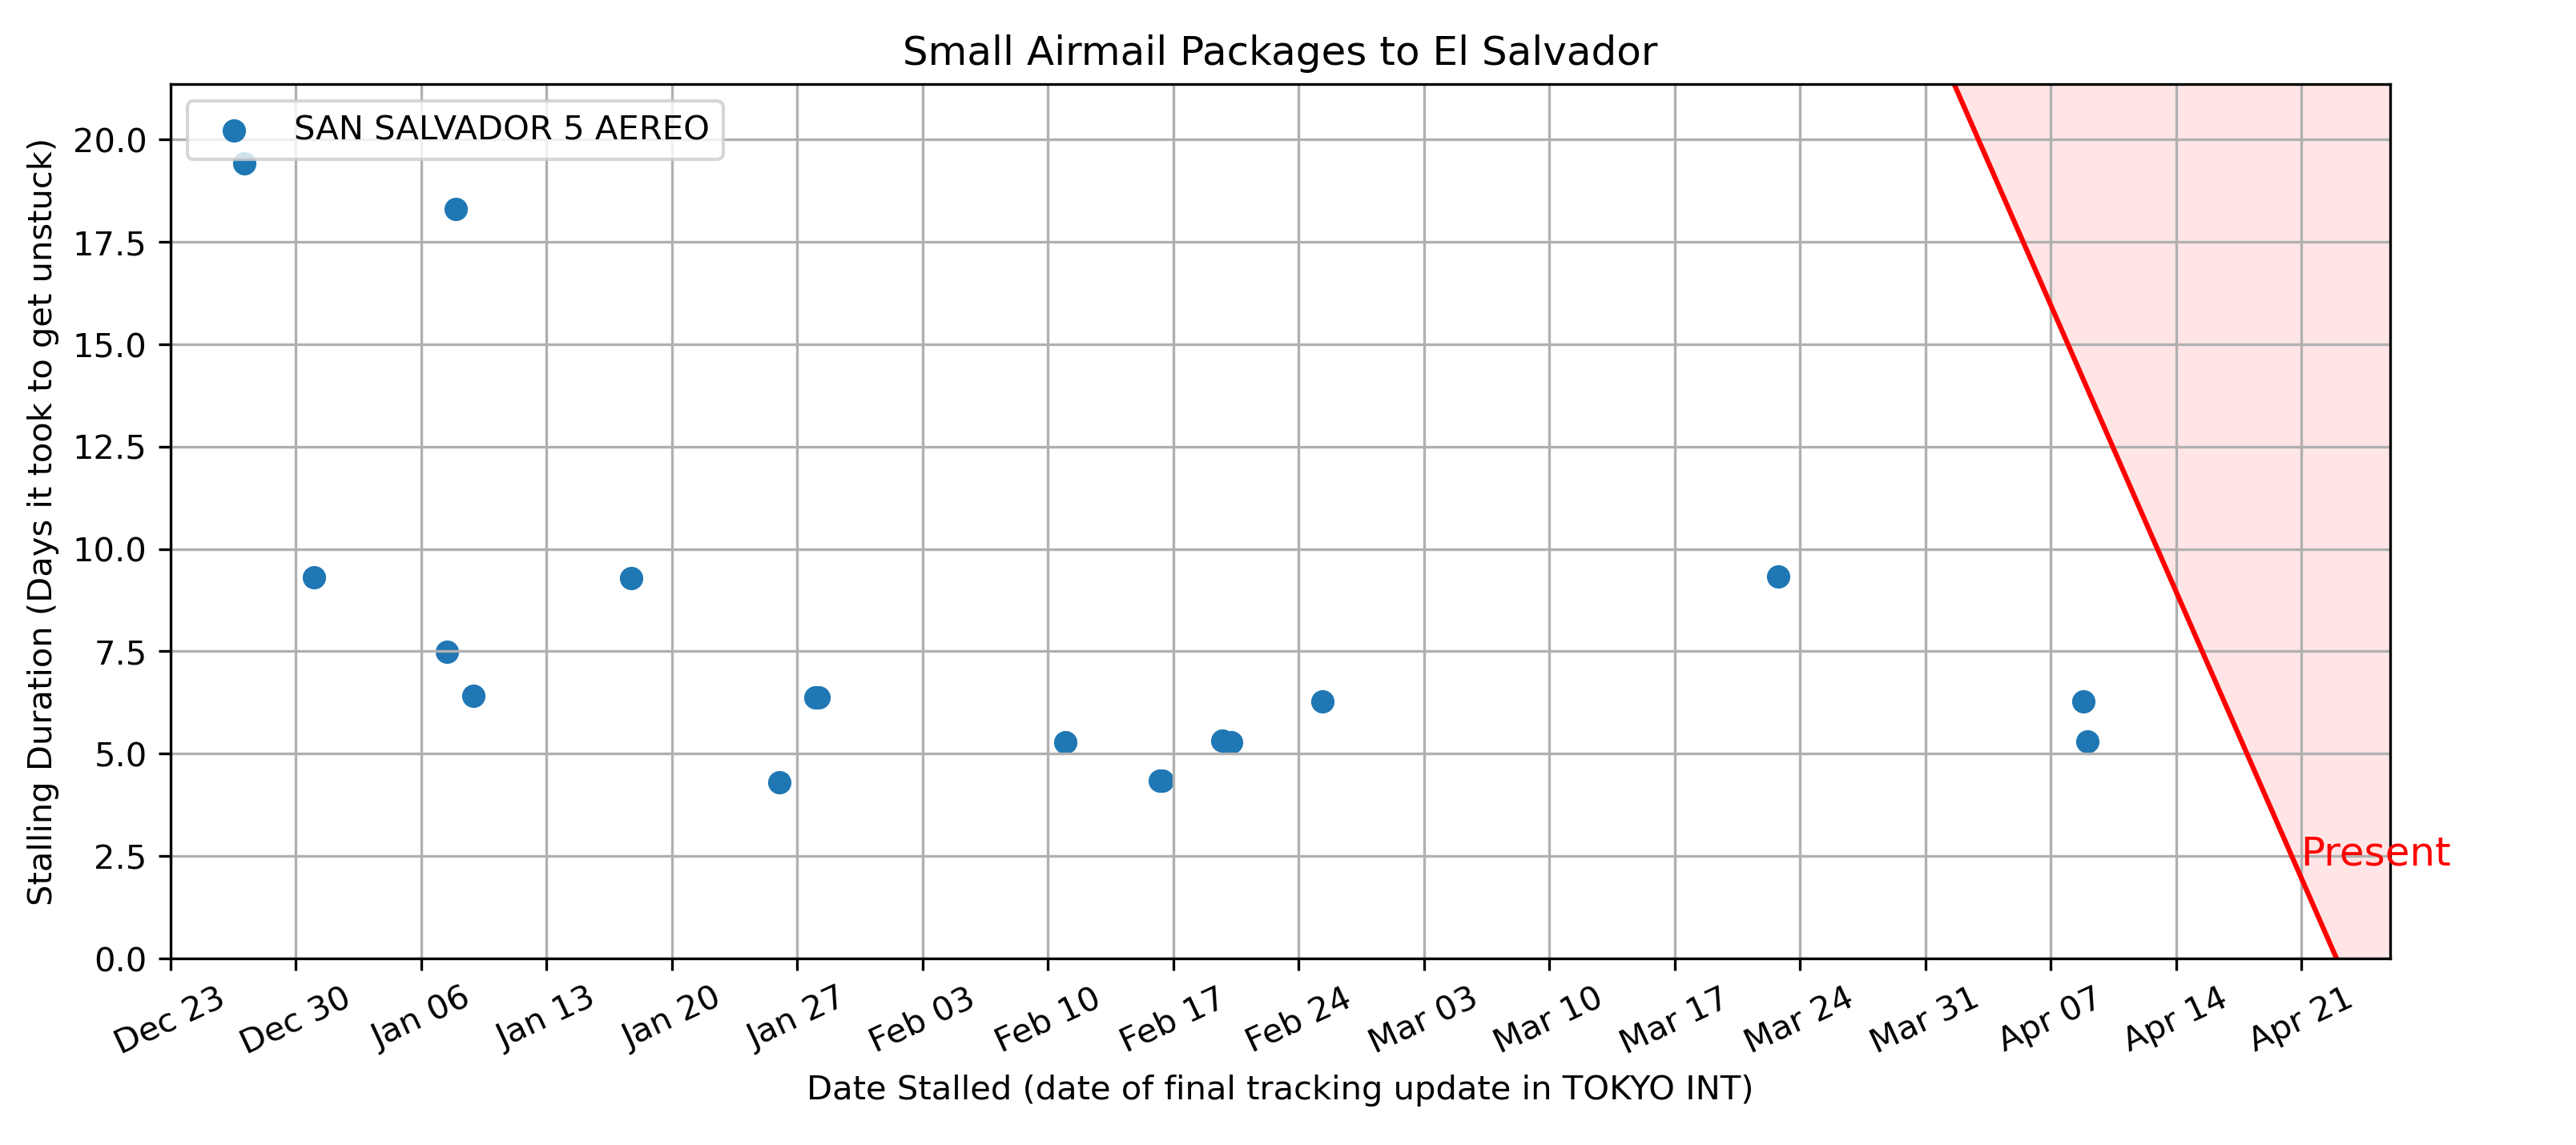 Small Airmail Packages to El Salvador
SAN SALVADOR 5 AEREO
Stalling Duration (Days it took to get unstuck)
20.0
17.5
15.0
12.5
10.0
7.5
5.0
2.5
0.0
Present
Dec 23
Dec 30
Jan 06
Jan 13
Jan 20
Jan 27
Feb 03
Feb 10
Feb 17
Feb 24
Mar 03
Mar 10
Mar 17
Mar 24
Mar 31
Apr 07
Apr 14
Apr 21
Date Stalled (date of final tracking update in TOKYO INT)